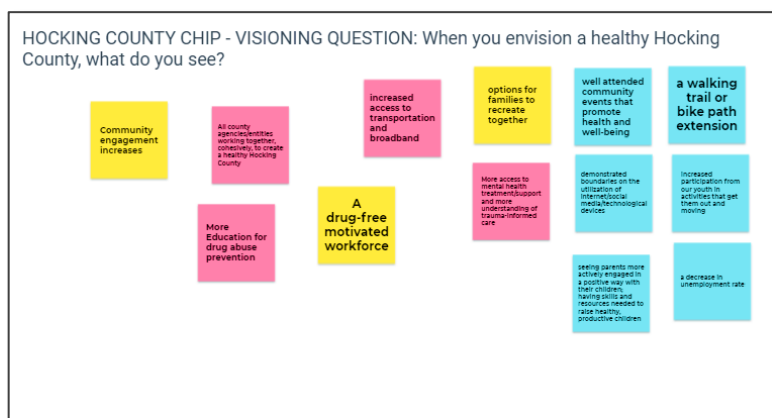 HOCKING COUNTY CHIP - VISIONING QUESTION: When you envision a healthy Hocking
County, what do you see?
Community
engagement
increases
All county
agencies/entities
working together,
cohesively, to create
a healthy Hocking
County
More
Education for
drug abuse
prevention
increased
access to
transportation
and
broadband
A
drug-free
motivated
workforce
options for
families to
recreate
together
More access to
mental health
treatment/support
and more
understanding of
trauma-informed
care
well attended
community
events that
promote
health and
well-being
demonstrated
boundaries on the
utilization of
internet/social
media/technological
devices
seeing parents more
actively engaged in
a positive way with
their children;
having skills and
resources needed to
raise healthy,
productive children
a walking
trail or
bike path
extension
Increased
participation from
our youth in
activities that get
them out and
moving
a decrease in
unemployment rate